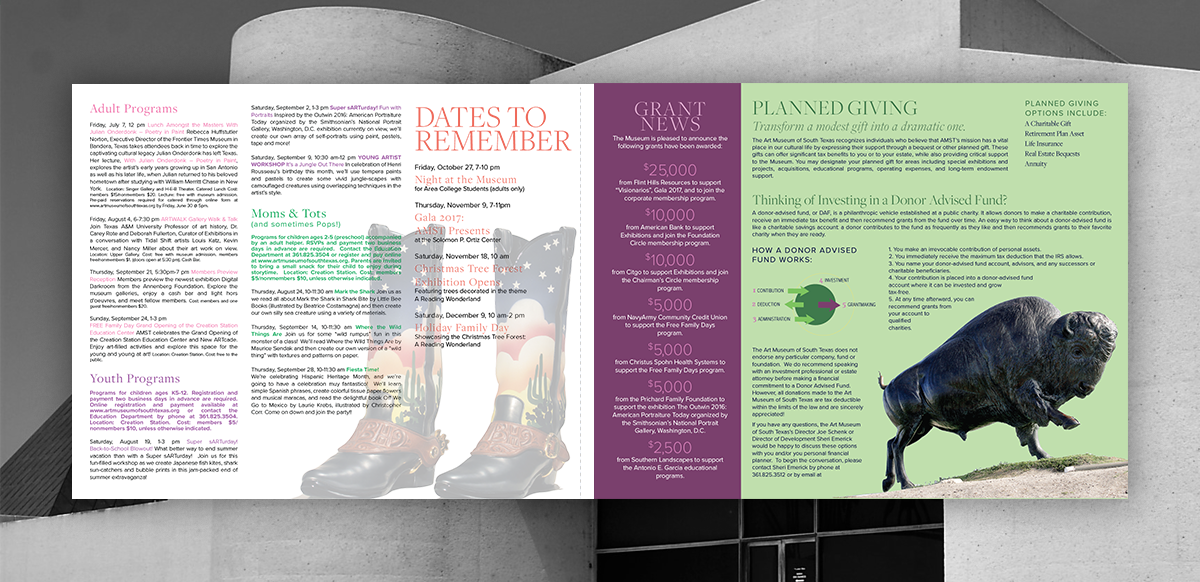 Adult Programs
Friday, July 7, 12 pm Lunch Amongst the Masters With
Julian Onderdonk – Poetry in Paint Rebecca Huffstutter
Norton, Executive Director of the Frontier Times Museum in
Bandera, Texas takes attendees back in time to explore the
captivating cultural legacy Julian Onderdonk has left Texas.
Her lecture, With Julian Onderdonk – Poetry in Paint,
explores the artist's early years growing up in San Antonio
as well as his later life, when Julian returned to his beloved
hometown after studying with William Merritt Chase in New
York. Location: Singer Gallery and H-E-B Theater. Catered Lunch Cost:
members $15/nonmembers $20. Lecture: free with museum admission.
Pre-paid reservations required for catered through online form at
www.artmuseumofsouthtexas.org by Friday, June 30 @ 5pm.
Friday, August 4, 6-7:30 pm ARTWALK: Gallery Walk & Talk
Join Texas A&M University Professor of art history, Dr.
Carey Rote and Deborah Fullerton, Curator of Exhibitions in
a conversation with Tidal Shift artists Louis Katz, Kevin
Mercer, and Nancy Miller about their art work on view.
Location: Upper Gallery, Cost: free with museum admission, members
free/nonmembers $1. (doors open at 5:30 pm). Cash Bar.
Thursday, September 21, 5:30pm-7 pm Members Preview
Reception Members preview the newest exhibition Digital
Darkroom from the Annenberg Foundation. Explore the
museum galleries, enjoy a cash bar and light hors
d'oeuvres, and meet fellow members. Cost: members and one
guest free/nonmembers $20.
Sunday, September 24, 1-3 pm
FREE Family Day Grand Opening of the Creation Station
Education Center AMST celebrates the Grand Opening of
the Creation Station Education Center and New ARTcade.
Enjoy art-filled activities and explore this space for the
young and young at art! Location: Creation Station. Cost: free to the
public.
Youth Programs
Programs for children ages K5-12. Registration and
payment two business days in advance are required.
Online registration and payment available at
www.artmuseumofsouthtexas.org or contact the
Education Department by phone at 361.825.3504.
Location: Creation Station. Cost: members $5/
nonmembers $10, unless otherwise indicated.
Saturday, August 19, 1-3 pm Super sARTurday!
Back-to-School Blowout! What better way to end summer
vacation than with a Super sARTurday! Join us for this
fun-filled workshop as we create Japanese fish kites, shark
sun-catchers and bubble prints in this jam-packed end of
summer extravaganza!
Saturday, September 2, 1-3 pm Super sARTurday! Fun with
Portraits Inspired by the Outwin 2016: American Portraiture
Today organized by the Smithsonian's National Portrait
Gallery, Washington, D.C. exhibition currently on view, we'll
create our own array of self-portraits using paint, pastels,
tape and more!
Saturday, September 9, 10:30 am-12 pm YOUNG ARTIST
WORKSHOP It's a Jungle Out There In celebration of Henri
Rousseau's birthday this month, we'll use tempera paints
and pastels to create some vivid jungle-scapes with
camouflaged creatures using overlapping techniques in the
artist's style.
Moms & Tots
(and sometimes Pops!)
Programs for children ages 2-5 (preschool) accompanied
by an adult helper. RSVPs and payment two business
days in advance are required. Contact the Education
Department at 361.825.3504 or register and pay online
at www.artmuseumofsouthtexas.org. Parents are invited
to bring a small snack for their child to enjoy during
storytime. Location: Creation Station. Cost: members
$5/nonmembers $10, unless otherwise indicated.
Thursday, August 24, 10-11:30 am Mark the Shark Join us as
we read all about Mark the Shark in Shark Bite by Little Bee
Books (illustrated by Beatrice Costamagna) and then create
our own silly sea creature using a variety of materials.
Thursday, September 14, 10-11:30 am Where the Wild
Things Are Join us for some "wild rumpus" fun in this
monster of a class! We'll read Where the Wild Things Are by
Maurice Sendak and then create our own version of a "wild
thing" with textures and patterns on paper.
Thursday, September 28, 10-11:30 am Fiesta Time!
We're celebrating Hispanic Heritage Month, and we're
going to have a celebration muy fantastico! We'll learn
simple Spanish phrases, create colorful tissue paper flowers
and musical maracas, and read the delightful book Off We
Go to Mexico by Laurie Krebs, illustrated by Christopher
Corr. Come on down and join the party!!
DATES TO
REMEMBER
Friday, October 27, 7-10 pm
Night at the Museum
for Area College Students (adults only)
Thursday, November 9, 7-11pm
Gala 2017:
AMST Presents
at the Solomon P. Ortiz Center
Saturday, November 18, 10 am
Christmas Tree Forest
Exhibition Opens
Featuring trees decorated in the theme
A Reading Wonderland
Saturday, December 9, 10 am-2 pm
Holiday Family Day
Showcasing the Christmas Tree Forest:
A Reading Wonderland
GRANT
NEWS
The Museum is pleased to announce the
following grants have been awarded:
$25,000
from Flint Hills Resources to support
"Visionarios", Gala 2017, and to join the
corporate membership program.
$10,000
from American Bank to support
Exhibitions and join the Foundation
Circle membership program.
$10,000
from Citgo to support Exhibitions and join
the Chairman's Circle membership
program.
$5,000
from NavyArmy Community Credit Union
to support the Free Family Days
program.
$5,000
from Christus Spohn Health Systems to
support the Free Family Days program.
$5,000
from the Prichard Family Foundation to
support the exhibition The Outwin 2016:
American Portraiture Today organized by
the Smithsonian's National Portrait
Gallery, Washington, D.C.
$2,500
from Southern Landscapes to support
the Antonio E. Garcia educational
programs.
PLANNED GIVING
Transform a modest gift into a dramatic one.
The Art Museum of South Texas recognizes individuals who believe that AMST's mission has a vital
place in our cultural life by expressing their support through a bequest or other planned gift. These
gifts can offer significant tax benefits to you or to your estate, while also providing critical support
to the Museum. You may designate your planned gift for areas including special exhibitions and
projects, acquisitions, educational programs, operating expenses, and long-term endowment
support.
PLANNED GIVING
OPTIONS INCLUDE:
A Charitable Gift
Retirement Plan Asset
Life Insurance
Real Estate Bequests
Annuity
Thinking of Investing in a Donor Advised Fund?
A donor-advised fund, or DAF, is a philanthropic vehicle established at a public charity. It allows donors to make a charitable contribution,
receive an immediate tax benefit and then recommend grants from the fund over time. An easy way to think about a donor-advised fund is
like a charitable savings account: a donor contributes to the fund as frequently as they like and then recommends grants to their favorite
charity when they are ready.
HOW A DONOR ADVISED
FUND WORKS:
1. CONTRIBUTION
2. DEDUCTION
3. ADMINISTRATION
4. INVESTMENT
5. GRANTMAKING
1. You make an irrevocable contribution of personal assets.
2. You immediately receive the maximum tax deduction that the IRS allows.
3. You name your donor-advised fund account, advisors, and any successors or
charitable beneficiaries.
4. Your contribution is placed into a donor-advised fund
account where it can be invested and grow
tax-free.
5. At any time afterward, you can
recommend grants from
your account to
qualified
charities.
The Art Museum of South Texas does not
endorse any particular company, fund or
foundation. We do recommend speaking
with an investment professional or estate
attorney before making a financial
commitment to a Donor Advised Fund.
However, all donations made to the Art
Museum of South Texas are tax deductible
within the limits of the law and are sincerely
appreciated!
If you have any questions, the Art Museum
of South Texas's Director Joe Schenk or
Director of Development Sheri Emerick
would be happy to discuss these options
with you and/or you personal financial
planner. To begin the conversation, please
contact Sheri Emerick by phone at
361.825.3512 or by email at